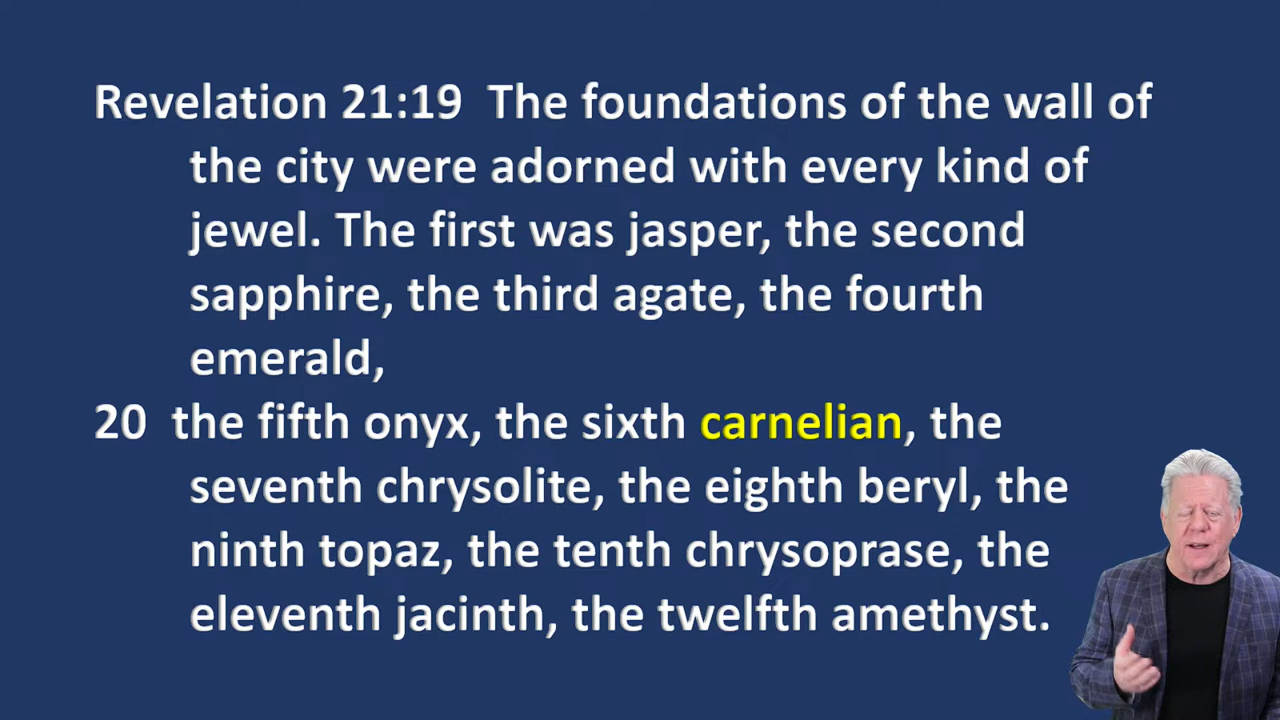 Revelation 21:19 The foundations of the wall of
the city were adorned with every kind of
jewel. The first was jasper, the second
sapphire, the third agate, the fourth
emerald,
20 the fifth onyx, the sixth carnelian, the
seventh chrysolite, the eighth beryl, the
ninth topaz, the tenth chrysoprase, the
eleventh jacinth, the twelfth amethyst.